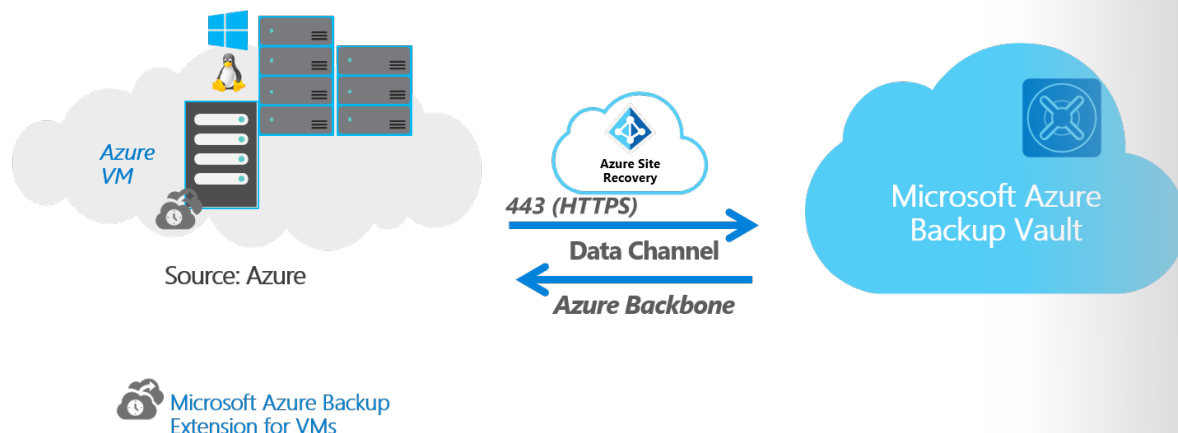 Azure
VM
Source: Azure
Azure Site
Recovery
443 (HTTPS)
Data Channel
Azure Backbone
Microsoft Azure
Backup Vault
Microsoft Azure Backup
Extension for VMs